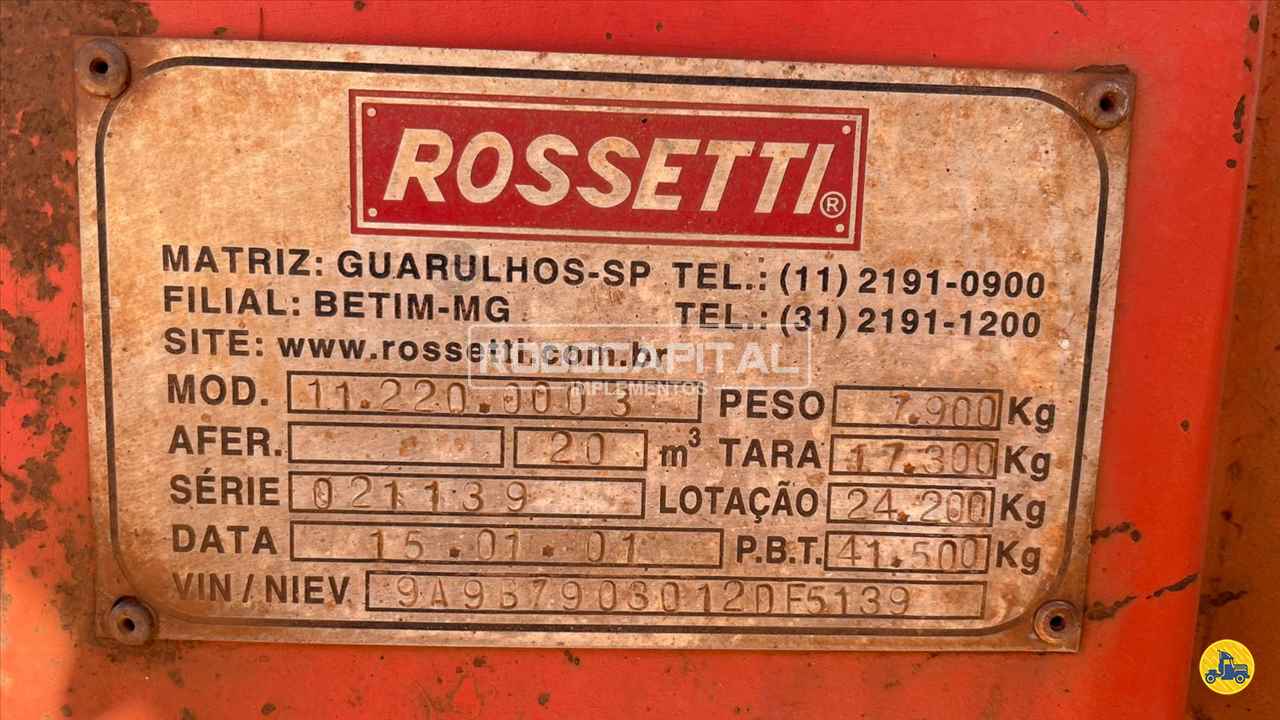 ROSSETTI®
MATRIZ: GUARULHOS-SP TEL.: (11) 2191-0900
FILIAL: BETIM-MG TEL.: (31) 2191-1200
SITE: www.rossetti.com.br
RODOCAPITAL
IMPLEMENTOS
MOD. 11.220.0003 PESO 7.900 Kg
AFER. 20 m³ TARA 17.300 Kg
SÉRIE 021139 LOTAÇÃO 24.200 Kg
DATA 15.01.01 P.B.T. 41.500 Kg
VIN / NIEV